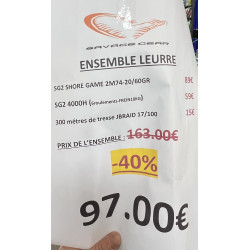 SAVAGE GEAR
ENSEMBLE LEURRE
SG2 SHORE GAME 2M74-20/60GR 89€
SG2 4000H 59€
300 mètres de tresse JBRAID 17/100 15€
PRIX DE L'ENSEMBLE : 163.00€
-40%
97.00€